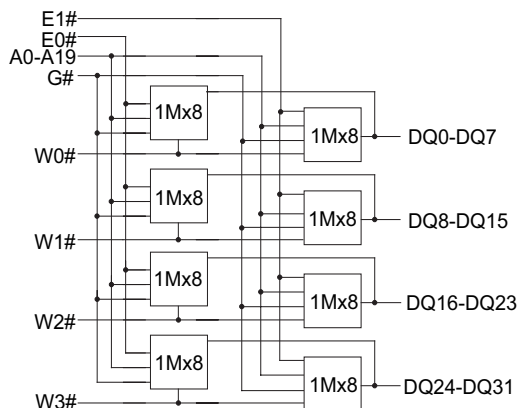 E1#
E0#
A0-A19
G#
1Mx8
1Mx8
DQ0-DQ7
W0#
1Mx8
1Mx8
DQ8-DQ15
W1#
1Mx8
1Mx8
DQ16-DQ23
W2#
1Mx8
1Mx8
DQ24-DQ31
W3#